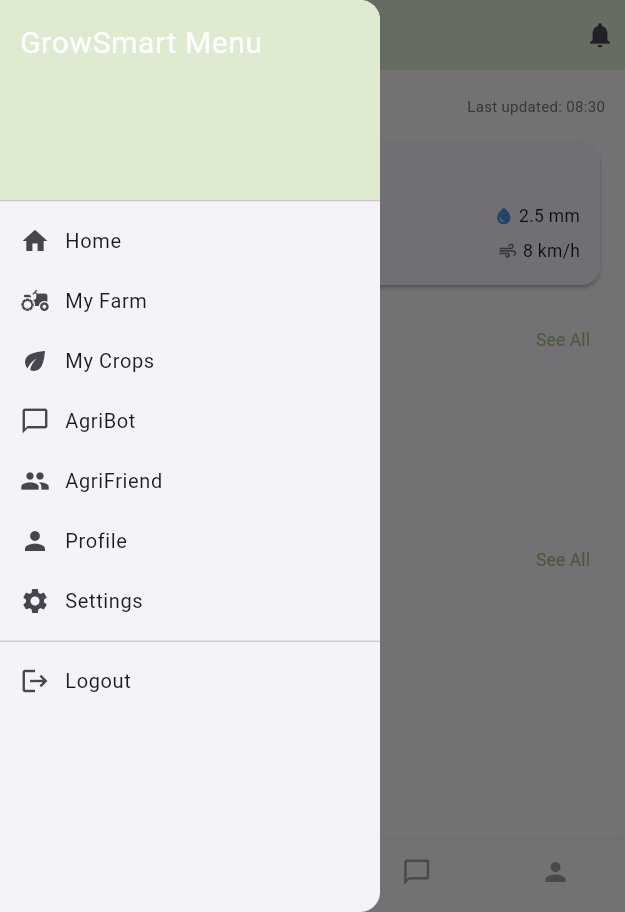 GrowSmart Menu
Last updated: 08:30
2.5 mm
8 km/h
See All
See All
Home
My Farm
My Crops
AgriBot
AgriFriend
Profile
Settings
Logout